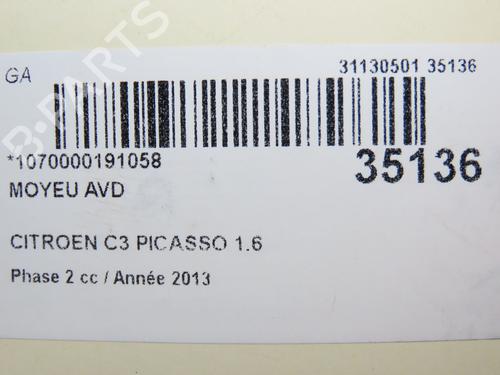 GA
31130501 35136
*1070000191058
35136
MOYEU AVD
CITROEN C3 PICASSO 1.6
Phase 2 cc / Année 2013
B-PARTS